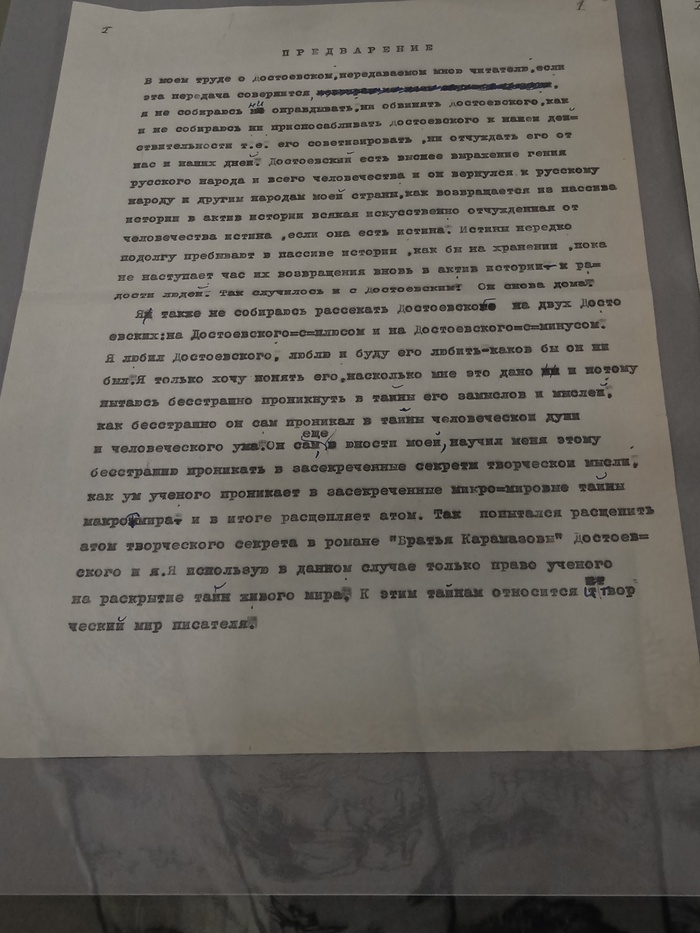 I 1
ПРЕДВАРЕНИЕ
В моем труде о Достоевском,передаваемом мною читателю,если
эта передача совершится,
я не собираюсь ни оправдывать,ни обвинять Достоевского,как
и не собираюсь ни приспосабливать Достоевского к нашей дей=
ствительности т.е. его советизировать ,ни отчуждать его от
нас и наших дней. Достоевский есть высшее выражение гения
русского народа и всего человечества и он вернулся к русскому
народу и другим народам моей страны,как возвращается из пассива
истории в актив истории всякая искусственно отчужденная от
человечества истина ,если она есть истина. Истины нередко
подолгу пребывают в пассиве истории ,как бы на хранении ,пока
не наступает час их возвращения вновь в актив истории к ра=
дости людей. Так случилось и с Достоевским! Он снова дома.
Я также не собираюсь рассекать Достоевского на двух Досто
евских:на Достоевского=с=плюсом и на Достоевского=с=минусом.
Я любил Достоевского, люблю и буду его любить каков бы он ни
был.Я только хочу понять его,насколько мне это дано и потому
пытаюсь бесстрашно проникнуть в тайны его замыслов и мыслей,
как бесстрашно он сам проникал в тайны человеческой души
и человеческого ума.Он сам, еще в юности моей,научил меня этому
бесстрашию проникать в засекреченные секреты творческой мысли,
как ум ученого проникает в засекреченные микро=мировые тайны
макромира и в итоге расщепляет атом. Так попытался расщепить
атом творческого секрета в романе "Братья Карамазовы" Достоев=
ского и я.Я использую в данном случае только право ученого
на раскрытие тайн живого мира. К этим тайнам относится и твор
ческий мир писателя.